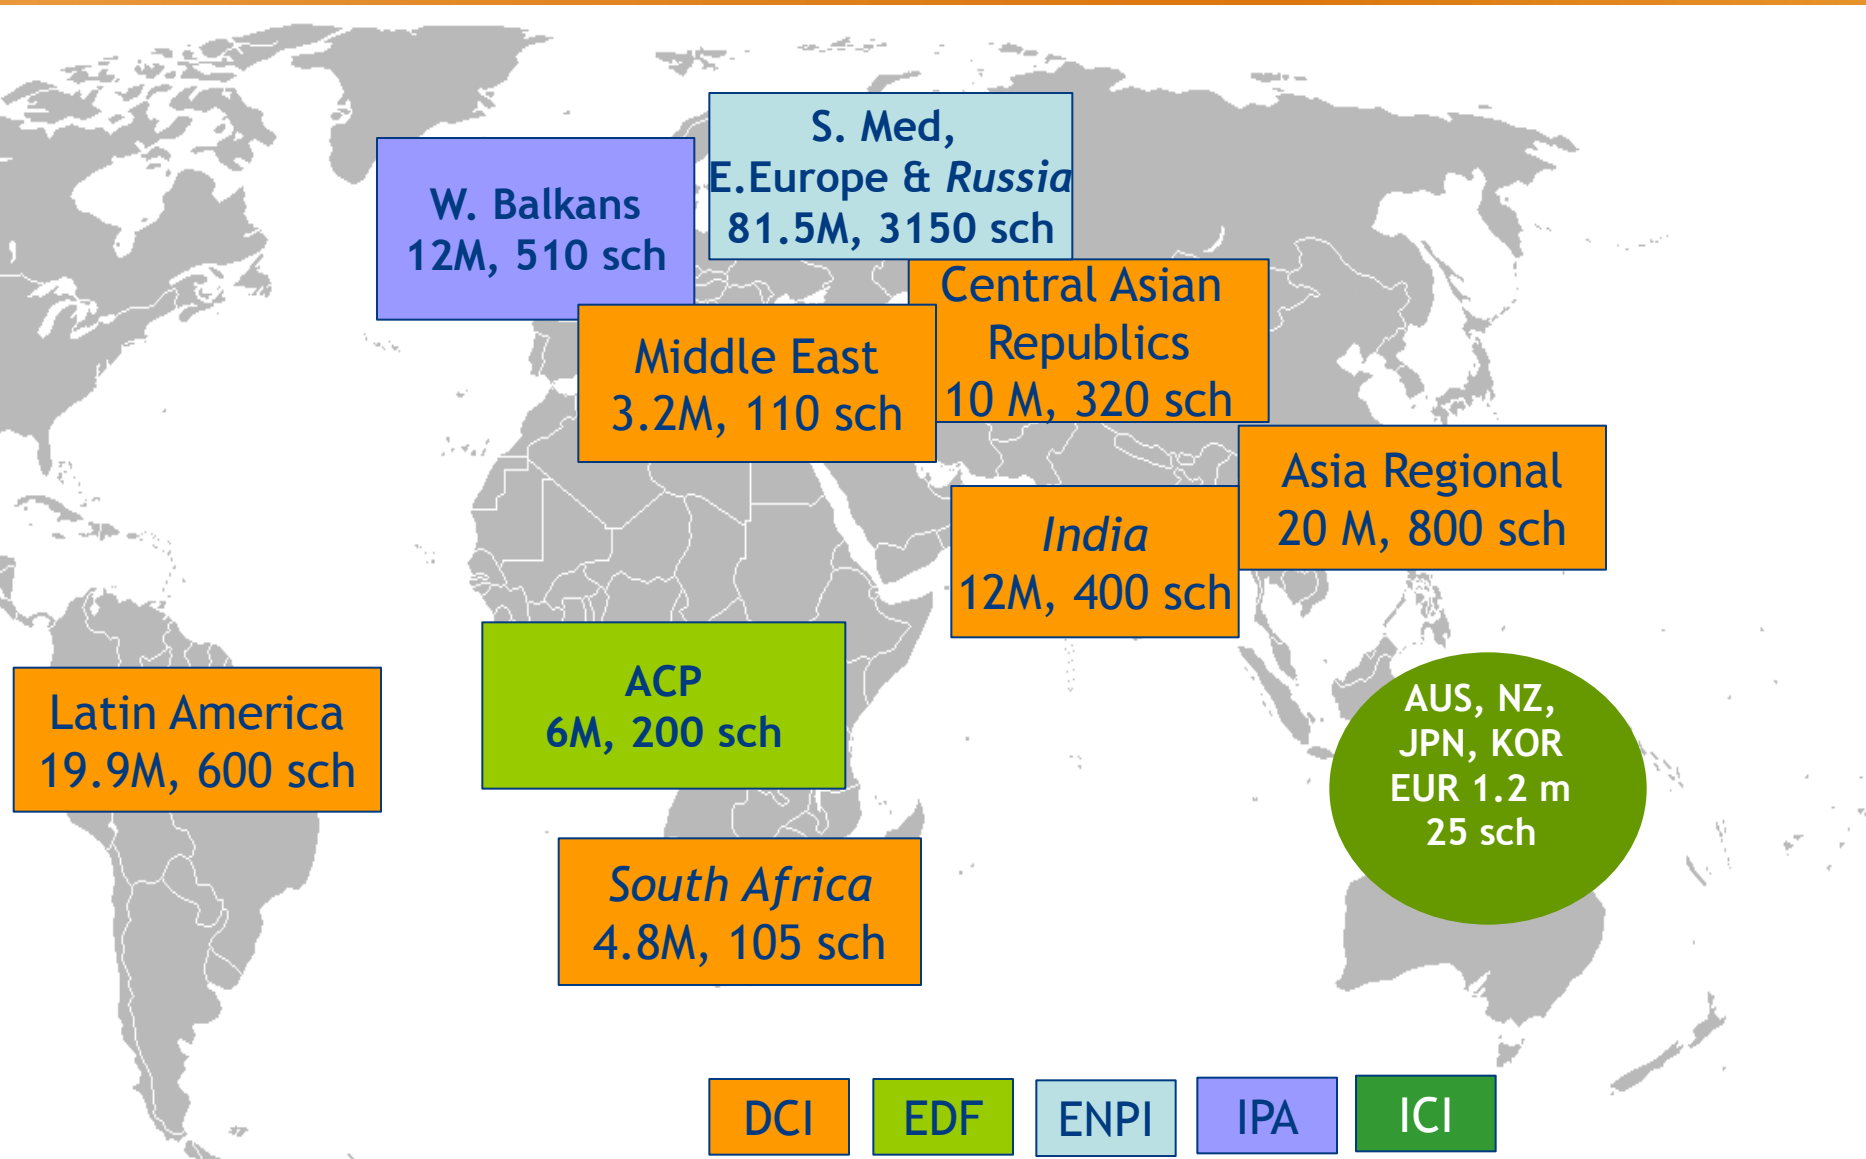 S. Med,
E.Europe & Russia
81.5M, 3150 sch
W. Balkans
12M, 510 sch
Central Asian
Republics
10 M, 320 sch
Middle East
3.2M, 110 sch
Asia Regional
20 M, 800 sch
India
12M, 400 sch
ACP
6M, 200 sch
Latin America
19.9M, 600 sch
AUS, NZ,
JPN, KOR
EUR 1.2 m
25 sch
South Africa
4.8M, 105 sch
DCI
EDF
ENPI
IPA
ICI